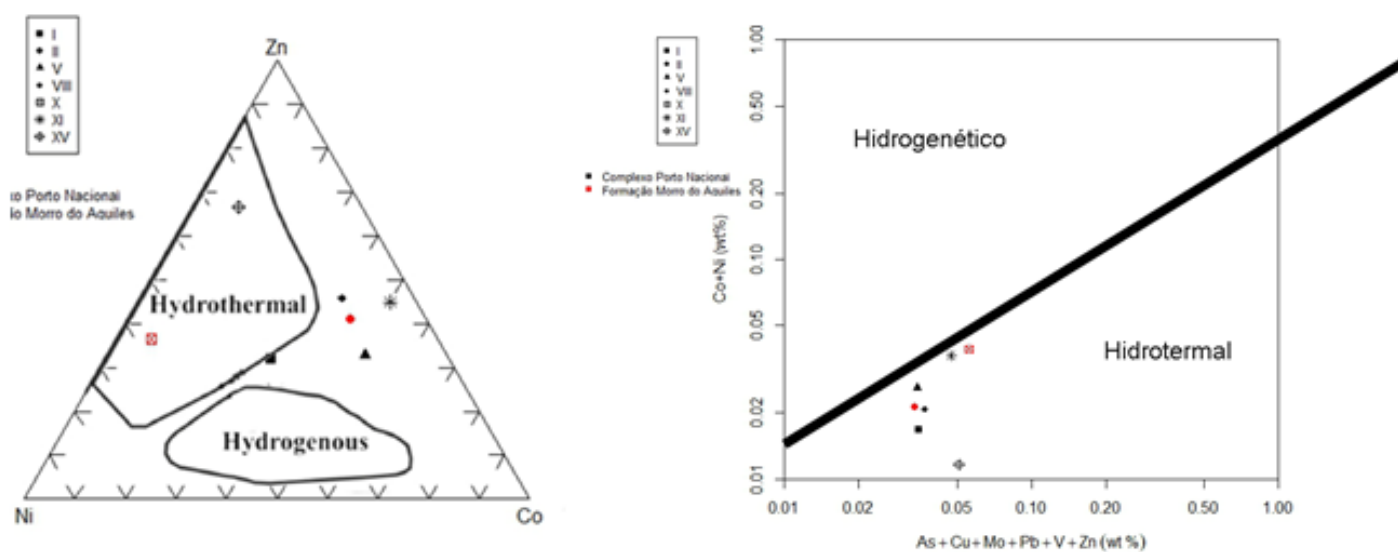 I
II
V
VIII
X
XI
XV
Porto Nacional
Morro do Aquiles
Zn
Hydrothermal
Hydrogenous
Ni
Co
I
II
V
VIII
X
XI
XV
Complexo Porto Nacional
Formação Morro do Aquiles
Co+Ni (wt%)
1.00
0.50
0.20
0.10
0.05
0.02
0.01
Hidrogenético
Hidrotermal
0.01 0.02 0.05 0.10 0.20 0.50 1.00
As+Cu+Mo+Pb+V+Zn (wt %)